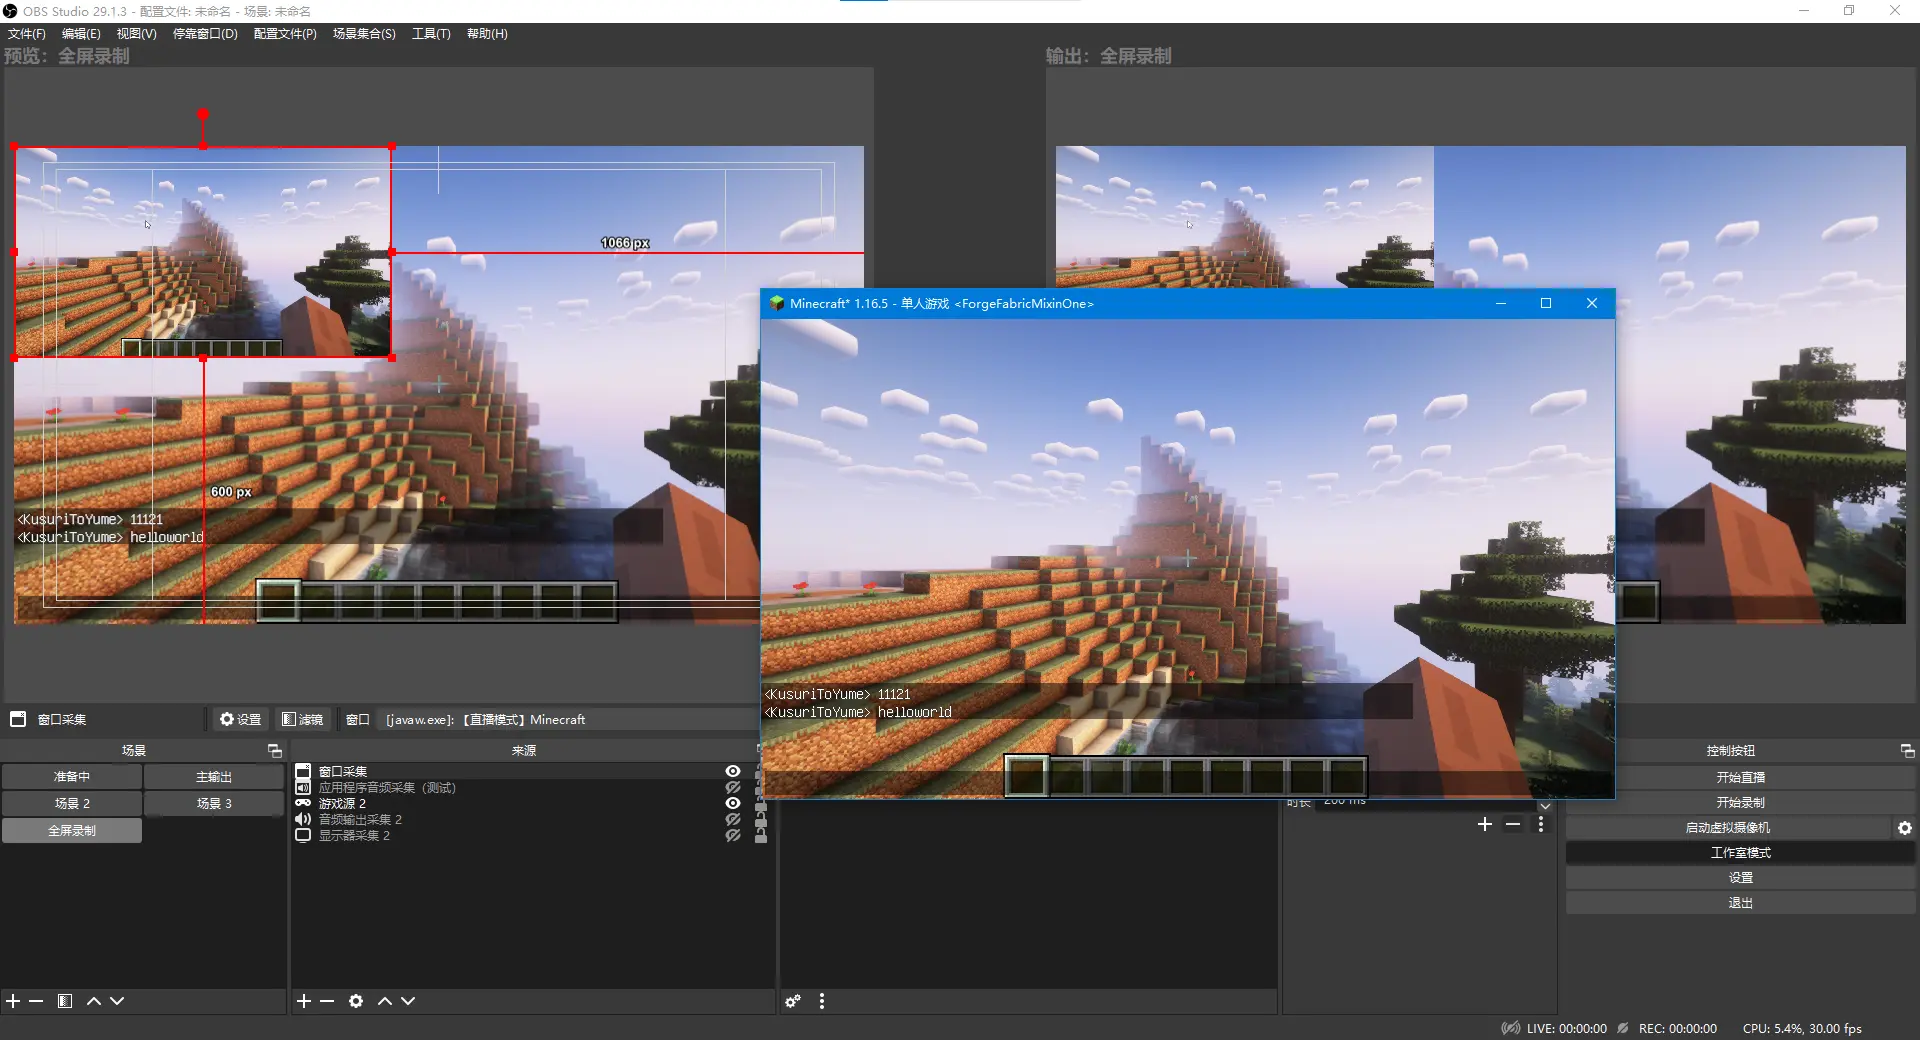 OBS Studio 29.1.3 - 配置文件: 未命名 - 场景: 未命名
文件(F) 编辑(E) 视图(V) 停靠窗口(D) 配置文件(P) 场景集合(S) 工具(T) 帮助(H)
预览：全屏录制
输出：全屏录制
1066 px
600 px
<KusuriToYume> 11121
<KusuriToYume> helloworld
Minecraft* 1.16.5 - 单人游戏 <ForgeFabricMixinOne>
<KusuriToYume> 11121
<KusuriToYume> helloworld
窗口采集
设置
滤镜
窗口
[javaw.exe]: 【直播模式】Minecraft
场景
准备中
主输出
场景 2
场景 3
全屏录制
来源
窗口采集
应用程序音频采集（测试）
游戏源 2
音频输出采集 2
显示器采集 2
时长
200 ms
控制按钮
开始直播
开始录制
启动虚拟摄像机
工作室模式
设置
退出
LIVE: 00:00:00
REC: 00:00:00
CPU: 5.4%, 30.00 fps